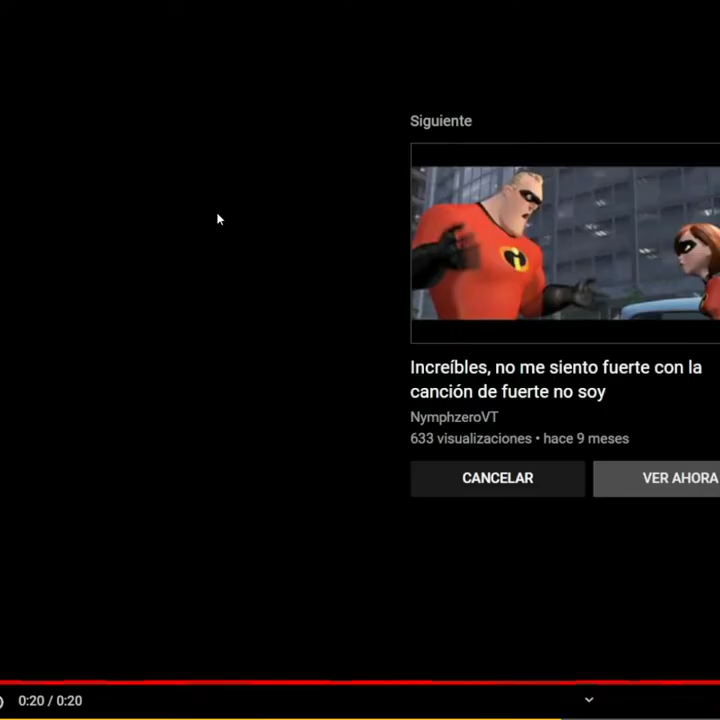 Siguiente
Increíbles, no me siento fuerte con la
canción de fuerte no soy
NymphzeroVT
633 visualizaciones • hace 9 meses
CANCELAR
VER AHORA
0:20 / 0:20